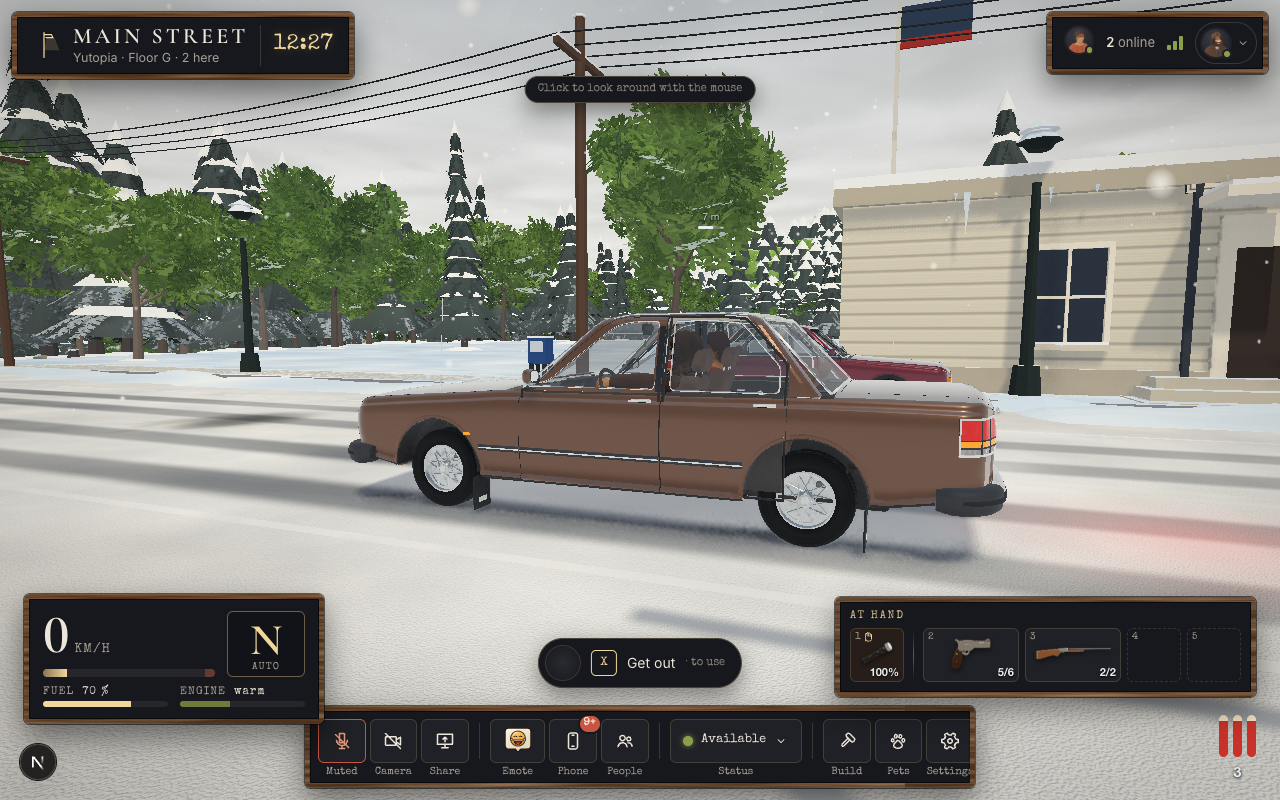 MAIN STREET
Yutopia · Floor G · 2 here
12:27
2 online
Click to look around with the mouse
7 m
0 KM/H
N
AUTO
FUEL 70 %
ENGINE warm
X Get out · to use
AT HAND
1
100%
2
5/6
3
2/2
4
5
9+
Available
Muted
Camera
Share
Emote
Phone
People
Status
Build
Pets
Settings
N
3